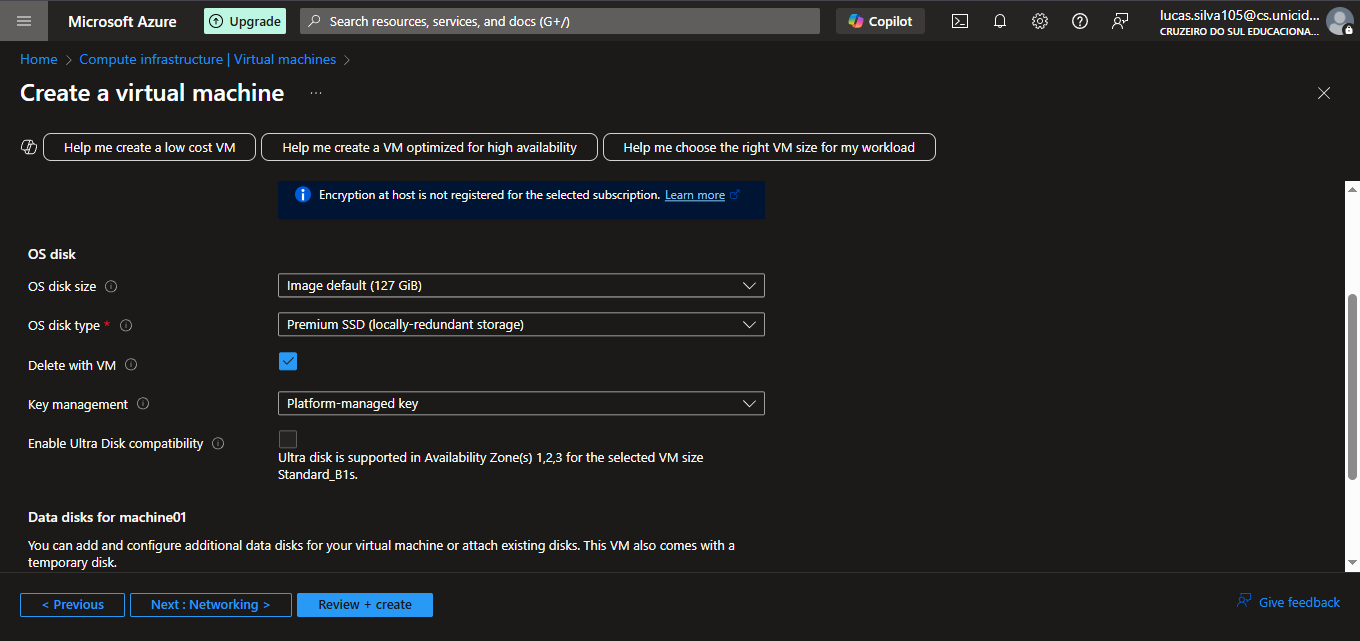 Microsoft Azure
Upgrade
Search resources, services, and docs (G+/)
Copilot
lucas.silva105@cs.unicid...
CRUZEIRO DO SUL EDUCACIONA...
Home > Compute infrastructure | Virtual machines >
Create a virtual machine ...
Help me create a low cost VM
Help me create a VM optimized for high availability
Help me choose the right VM size for my workload
Encryption at host is not registered for the selected subscription. Learn more
OS disk
OS disk size
Image default (127 GiB)
OS disk type *
Premium SSD (locally-redundant storage)
Delete with VM
Key management
Platform-managed key
Enable Ultra Disk compatibility
Ultra disk is supported in Availability Zone(s) 1,2,3 for the selected VM size
Standard_B1s.
Data disks for machine01
You can add and configure additional data disks for your virtual machine or attach existing disks. This VM also comes with a
temporary disk.
< Previous
Next : Networking >
Review + create
Give feedback